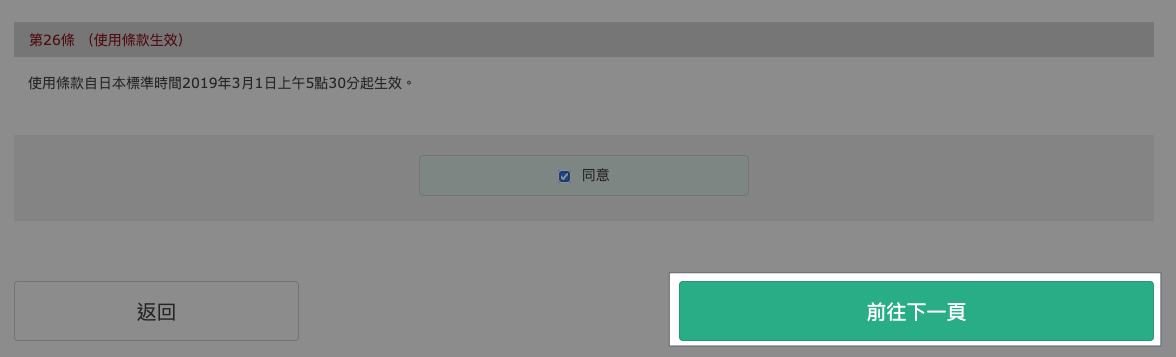 第26條 （使用條款生效）
使用條款自日本標準時間2019年3月1日上午5點30分起生效。
同意
返回
前往下一頁